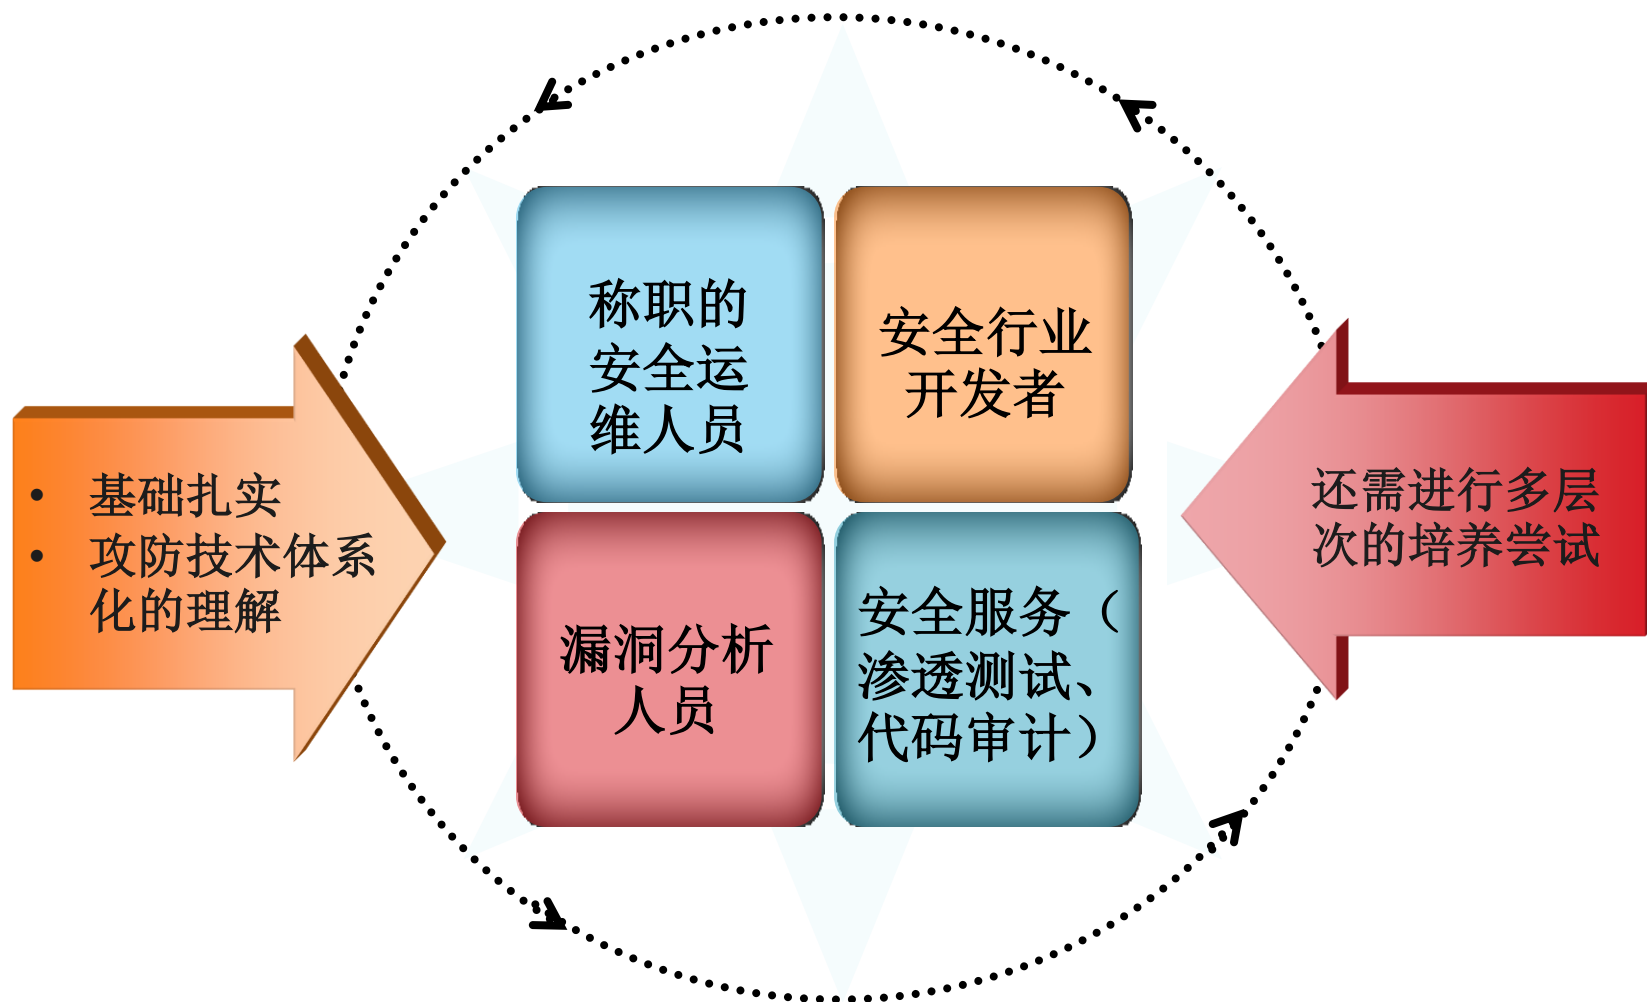 称职的
安全运
维人员
安全行业
开发者
• 基础扎实
• 攻防技术体系
化的理解
还需进行多层
次的培养尝试
漏洞分析
人员
安全服务（
渗透测试、
代码审计）